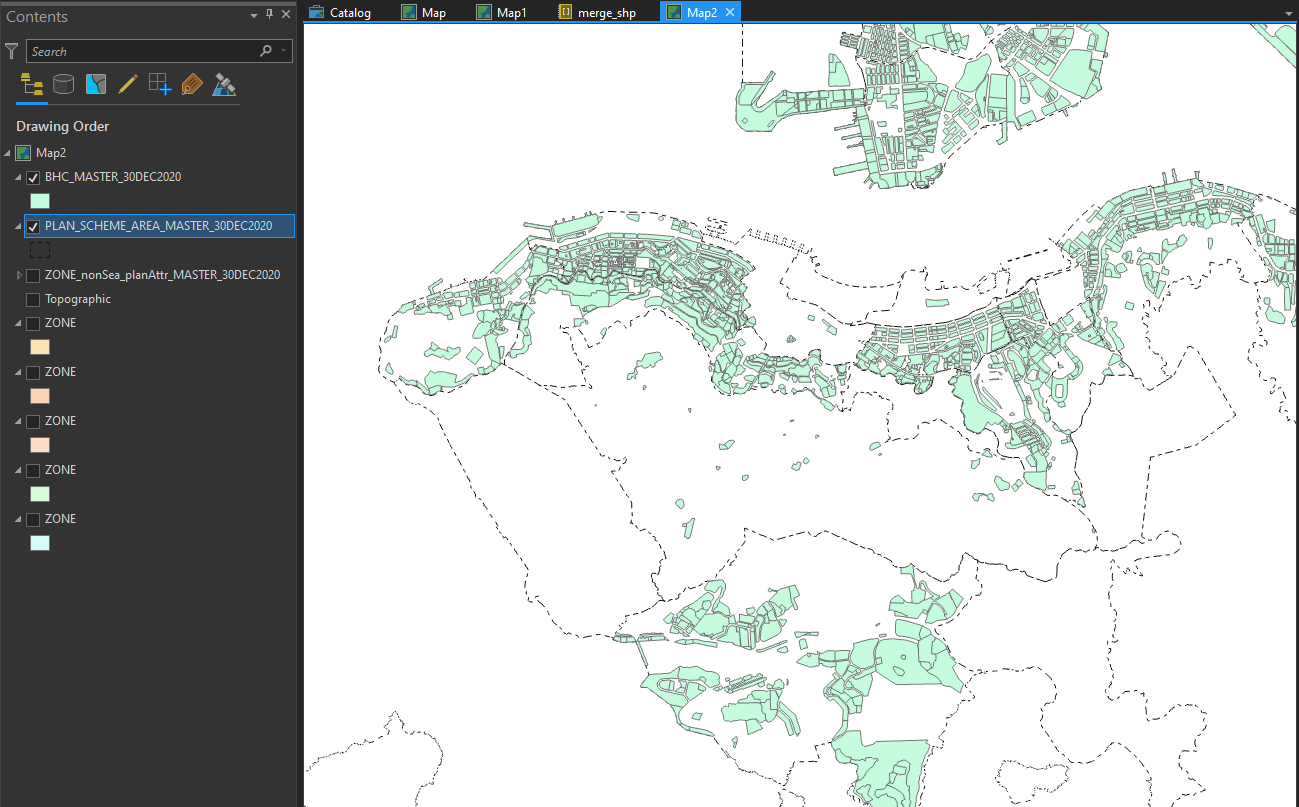 Contents
Catalog
Map
Map1
merge_shp
Map2
Search
Drawing Order
Map2
BHC_MASTER_30DEC2020
PLAN_SCHEME_AREA_MASTER_30DEC2020
ZONE_nonSea_planAttr_MASTER_30DEC2020
Topographic
ZONE
ZONE
ZONE
ZONE
ZONE